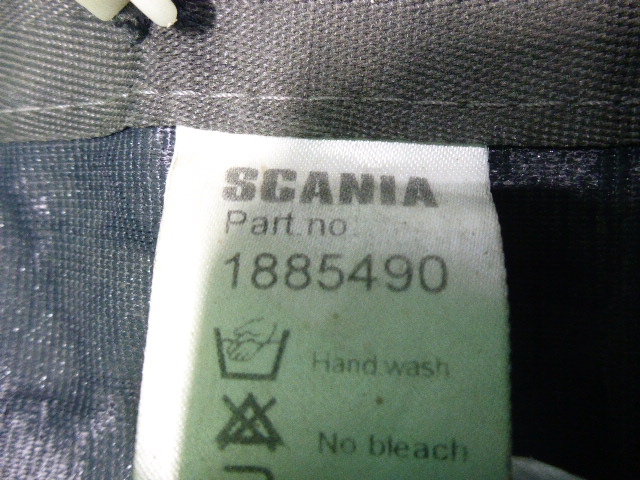 SCANIA
Part.no
1885490
Hand wash
No bleach